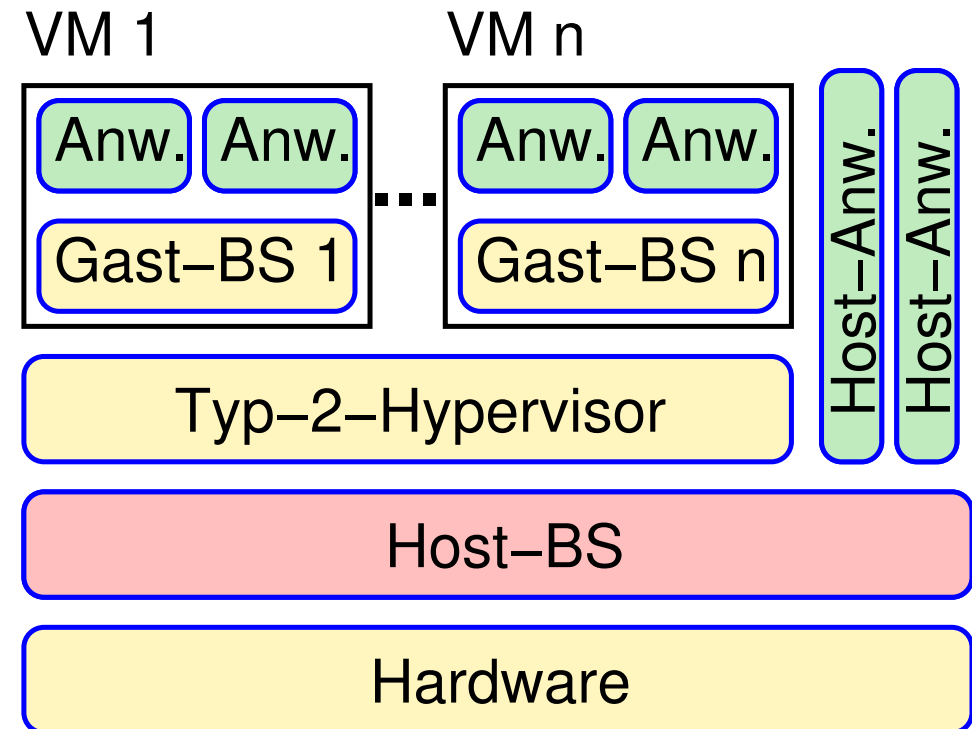 VM 1
VM n
Anw.
Anw.
Anw.
Anw.
Gast–BS 1
Gast–BS n
Host–Anw.
Host–Anw.
Typ–2–Hypervisor
Host–BS
Hardware